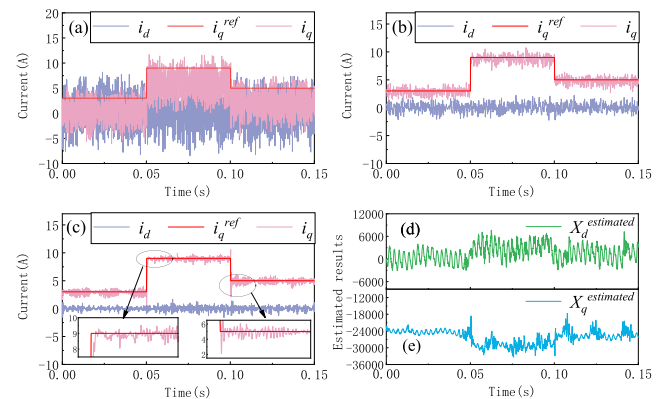 (a)
i_d i_q^ref i_q
Current(A)
20
15
10
5
0
-5
-10
0.00 0.05 0.10 0.15
Time(s)
(b)
i_d i_q^ref i_q
Current(A)
10
5
0
-5
-10
0.00 0.05 0.10 0.15
Time(s)
(c)
i_d i_q^ref i_q
Current(A)
15
10
5
0
-5
-10
10
9
8
6
4
2
0.00 0.05 0.10 0.15
Time(s)
(d)
X_d^estimated
Estimated results
12000
6000
0
-6000
X_q^estimated
-12000
-18000
-24000
-30000
-36000
(e)
0.00 0.05 0.10 0.15
Time(s)